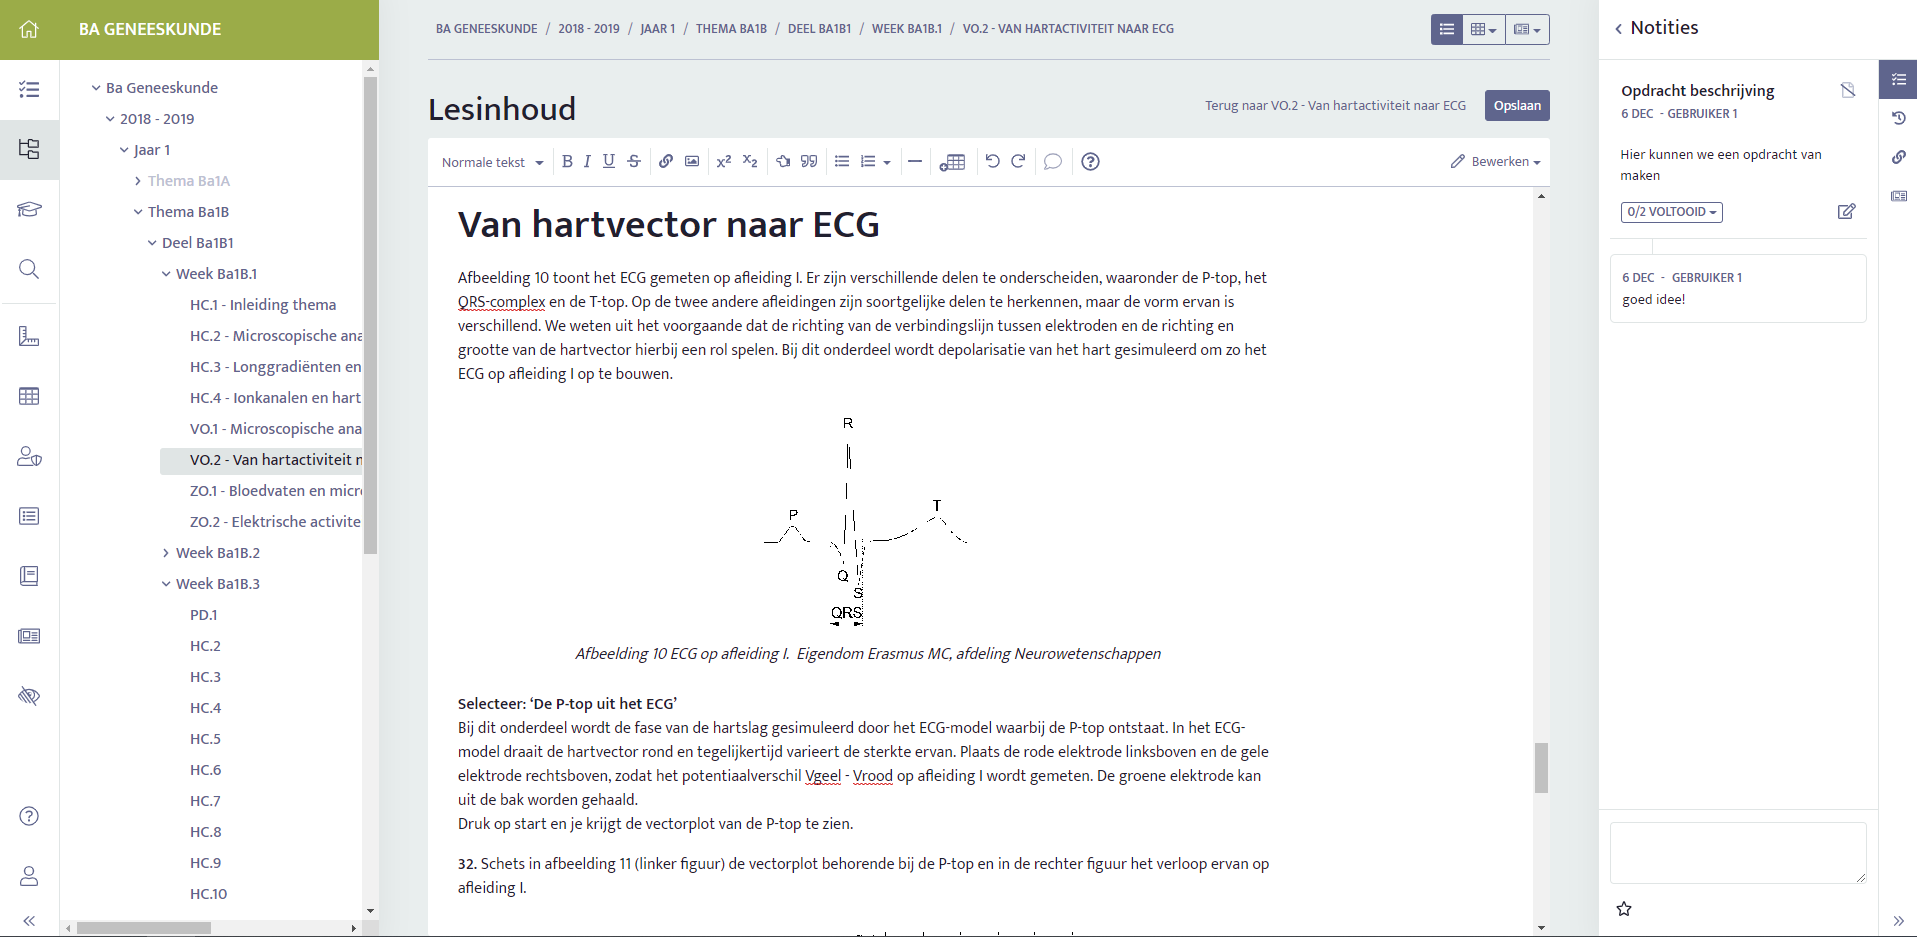 BA GENEESKUNDE
Ba Geneeskunde
2018 - 2019
Jaar 1
Thema Ba1A
Thema Ba1B
Deel Ba1B1
Week Ba1B.1
HC.1 - Inleiding thema
HC.2 - Microscopische ana
HC.3 - Longgradiënten en
HC.4 - Ionkanalen en hart
VO.1 - Microscopische ana
VO.2 - Van hartactiviteit n
ZO.1 - Bloedvaten en micr
ZO.2 - Elektrische activite
Week Ba1B.2
Week Ba1B.3
PD.1
HC.2
HC.3
HC.4
HC.5
HC.6
HC.7
HC.8
HC.9
HC.10
BA GENEESKUNDE / 2018 - 2019 / JAAR 1 / THEMA BA1B / DEEL BA1B1 / WEEK BA1B.1 / VO.2 - VAN HARTACTIVITEIT NAAR ECG
Lesinhoud
Terug naar VO.2 - Van hartactiviteit naar ECG Opslaan
Normale tekst B I U S x² x₂ Bewerken
Van hartvector naar ECG
Afbeelding 10 toont het ECG gemeten op afleiding I. Er zijn verschillende delen te onderscheiden, waaronder de P-top, het
QRS-complex en de T-top. Op de twee andere afleidingen zijn soortgelijke delen te herkennen, maar de vorm ervan is
verschillend. We weten uit het voorgaande dat de richting van de verbindingslijn tussen elektroden en de richting en
grootte van de hartvector hierbij een rol spelen. Bij dit onderdeel wordt depolarisatie van het hart gesimuleerd om zo het
ECG op afleiding I op te bouwen.
R
P
T
Q
S
QRS
Afbeelding 10 ECG op afleiding I. Eigendom Erasmus MC, afdeling Neurowetenschappen
Selecteer: ‘De P-top uit het ECG’
Bij dit onderdeel wordt de fase van de hartslag gesimuleerd door het ECG-model waarbij de P-top ontstaat. In het ECG-
model draait de hartvector rond en tegelijkertijd varieert de sterkte ervan. Plaats de rode elektrode linksboven en de gele
elektrode rechtsboven, zodat het potentiaalverschil Vgeel - Vrood op afleiding I wordt gemeten. De groene elektrode kan
uit de bak worden gehaald.
Druk op start en je krijgt de vectorplot van de P-top te zien.
32. Schets in afbeelding 11 (linker figuur) de vectorplot behorende bij de P-top en in de rechter figuur het verloop ervan op
afleiding I.
Notities
Opdracht beschrijving
6 DEC - GEBRUIKER 1
Hier kunnen we een opdracht van
maken
0/2 VOLTOOID
6 DEC - GEBRUIKER 1
goed idee!